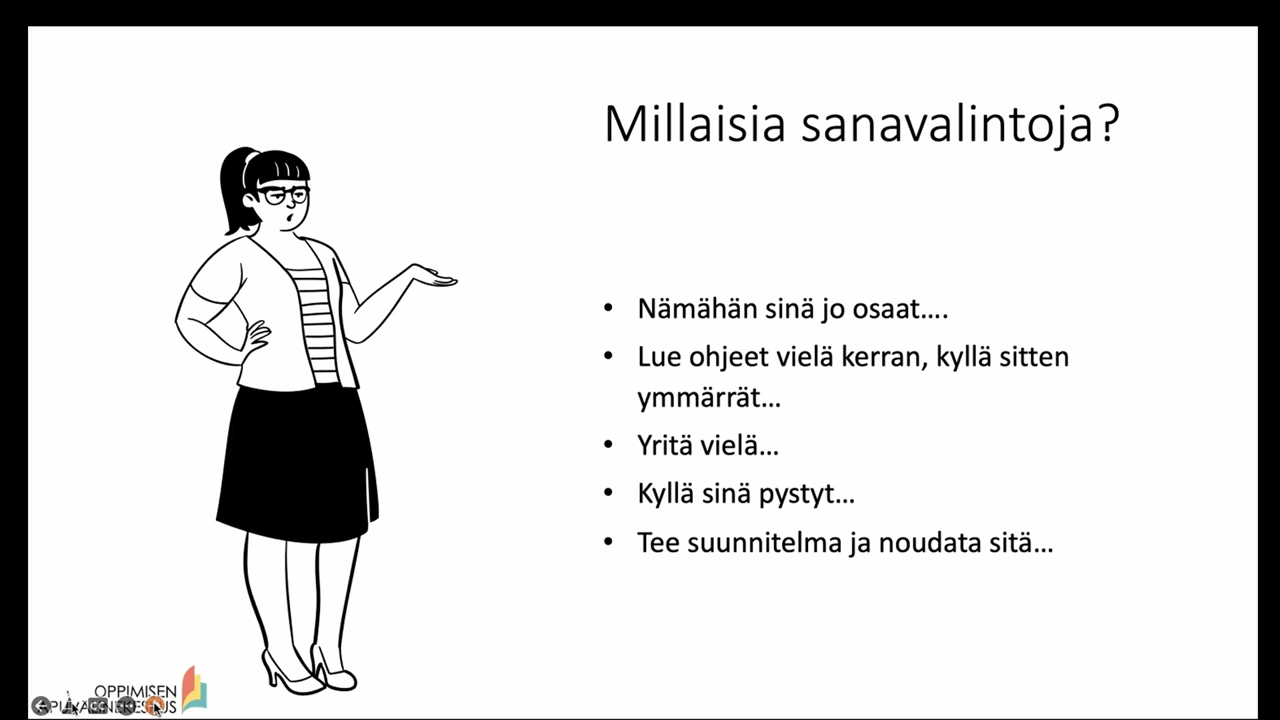 Millaisia sanavalintoja?
• Nämähän sinä jo osaat....
• Lue ohjeet vielä kerran, kyllä sitten
ymmärrät...
• Yritä vielä...
• Kyllä sinä pystyt...
• Tee suunnitelma ja noudata sitä...
OPPIMISEN